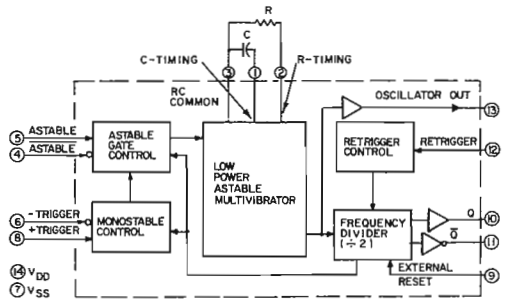 R
C
C-TIMING
R-TIMING
3
1
2
RC
COMMON
OSCILLATOR OUT
13
5
ASTABLE
4
ASTABLE
ASTABLE
GATE
CONTROL
LOW
POWER
ASTABLE
MULTIVIBRATOR
RETRIGGER
CONTROL
RETRIGGER
12
6
- TRIGGER
8
+TRIGGER
MONOSTABLE
CONTROL
FREQUENCY
DIVIDER
(÷2)
Q
10
Q̅
11
EXTERNAL
RESET
9
14 VDD
7 VSS